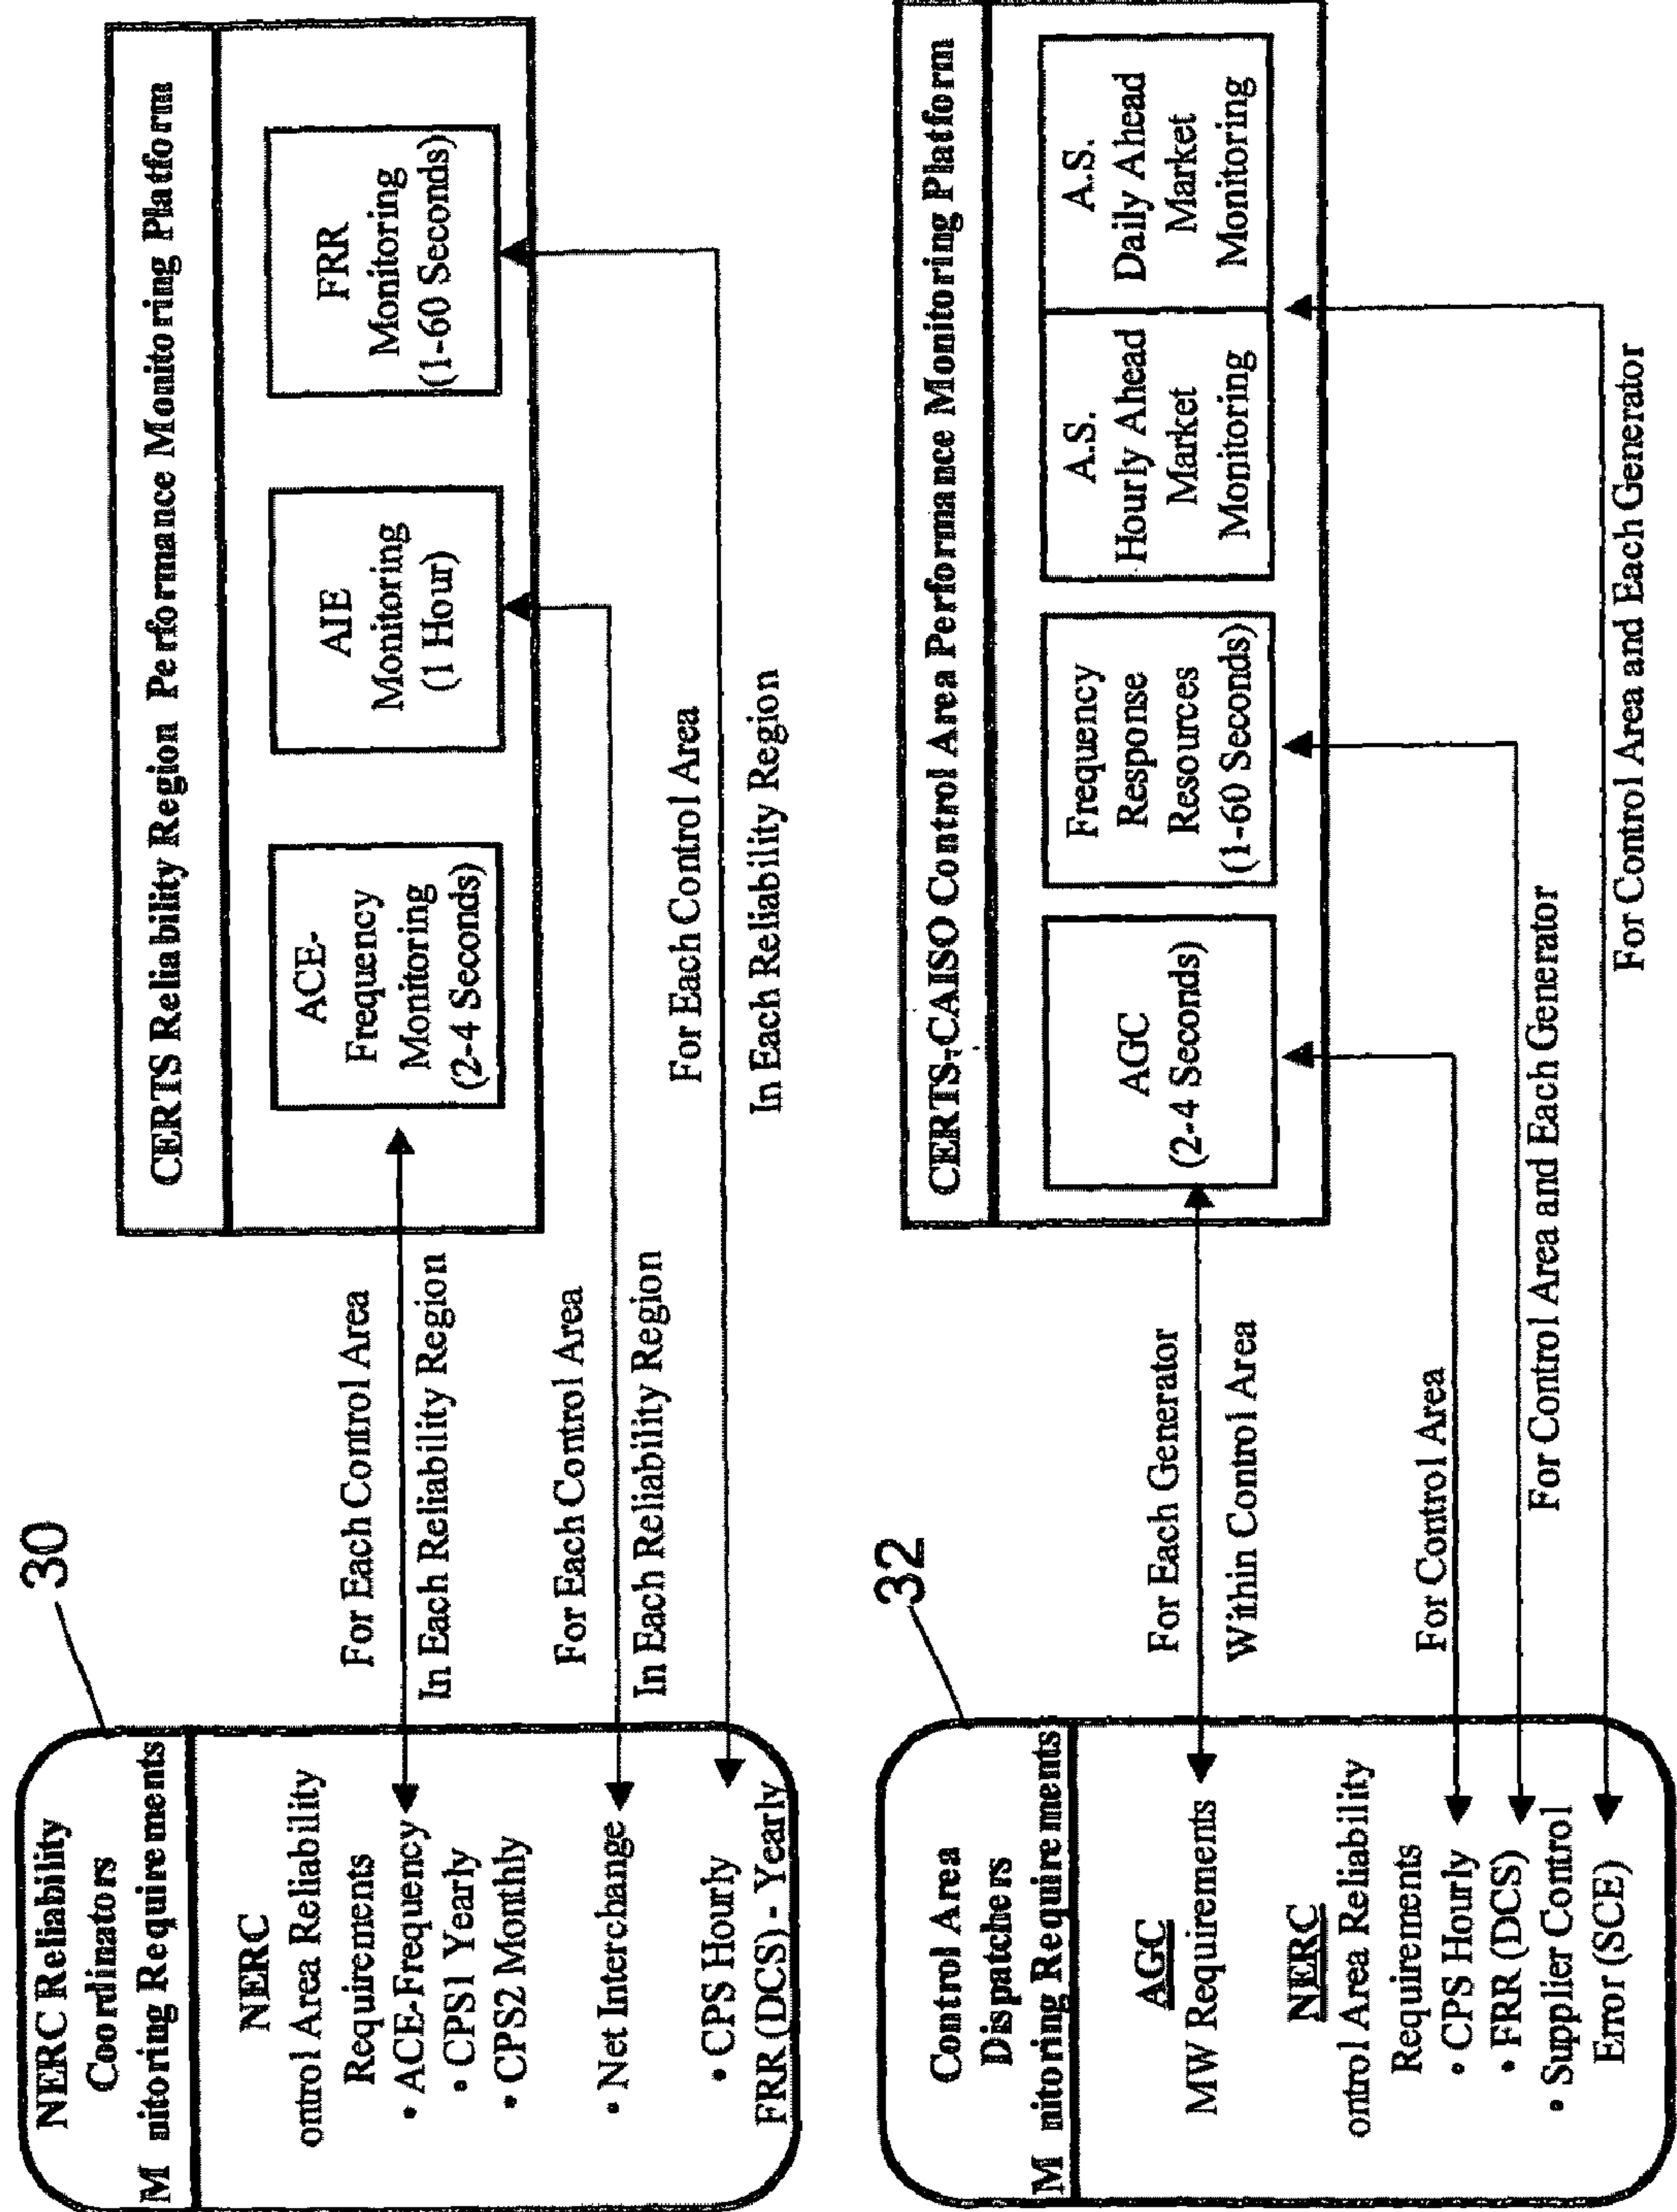 30
NERC Reliability
Coordinators
M nitoring Requirements
NERC
ontrol Area Reliability
Requirements
• ACE-Frequency
• CPS1 Yearly
• CPS2 Monthly
• Net Interchange
• CPS Hourly
FRR (DCS) - Yearly
For Each Control Area
In Each Reliability Region
For Each Control Area
In Each Reliability Region
For Each Control Area
In Each Reliability Region
CERTS Reliability Region Performance Monitoring Platform
ACE-
Frequency
Monitoring
(2-4 Seconds)
AIE
Monitoring
(1 Hour)
FRR
Monitoring
(1-60 Seconds)
32
Control Area
Dispatchers
M nitoring Requirements
AGC
MW Requirements
NERC
ontrol Area Reliability
Requirements
• CPS Hourly
• FRR (DCS)
• Supplier Control
Error (SCE)
For Each Generator
Within Control Area
For Control Area
For Control Area and Each Generator
For Control Area and Each Generator
CERTS-CAISO Control Area Performance Monitoring Platform
AGC
(2-4 Seconds)
Frequency
Response
Resources
(1-60 Seconds)
A.S.
Hourly Ahead
Market
Monitoring
A.S.
Daily Ahead
Market
Monitoring